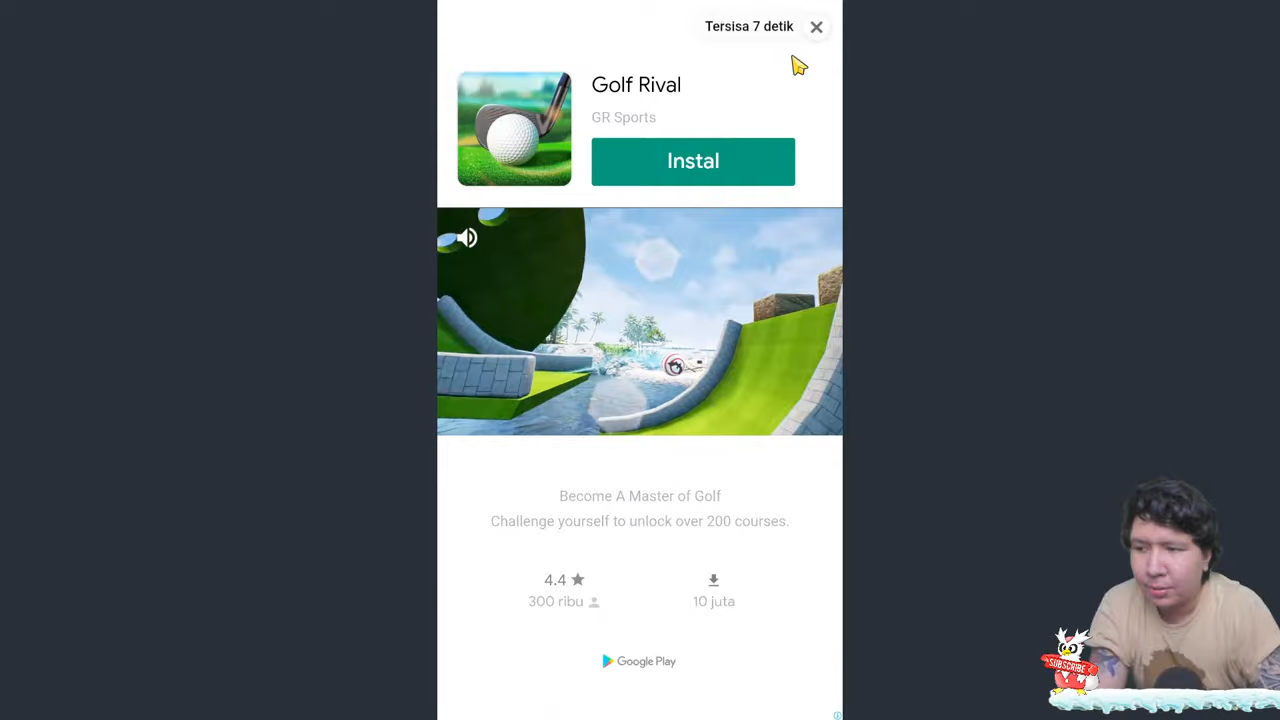 Tersisa 7 detik
Golf Rival
GR Sports
Instal
Become A Master of Golf
Challenge yourself to unlock over 200 courses.
4.4
300 ribu
10 juta
Google Play
SUBSCRIBE